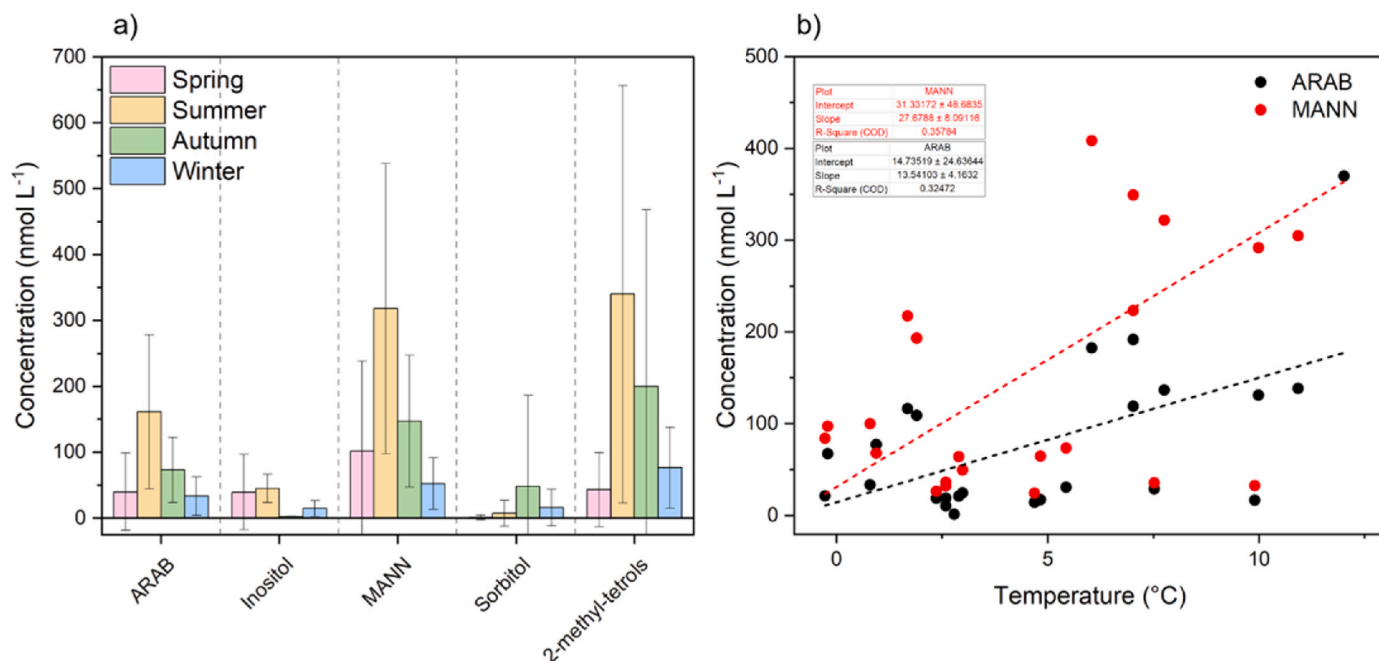 a)
Concentration (nmol L⁻¹)
700
600
500
400
300
200
100
0
Spring
Summer
Autumn
Winter
ARAB
Inositol
MANN
Sorbitol
2-methyl-tetrols
b)
Concentration (nmol L⁻¹)
500
400
300
200
100
0
Plot MANN
Intercept 31.33172 ± 48.6835
Slope 27.6788 ± 8.09116
R-Square (COD) 0.35764
Plot ARAB
Intercept 14.73519 ± 24.63644
Slope 13.54103 ± 4.1632
R-Square (COD) 0.32472
ARAB
MANN
0 5 10
Temperature (°C)